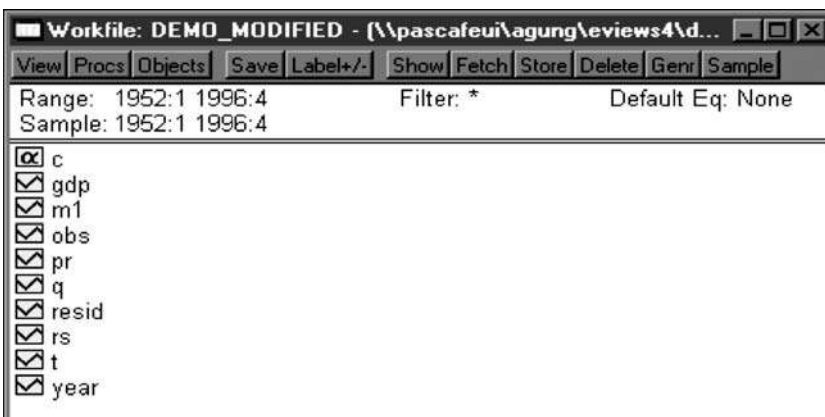 Workfile: DEMO_MODIFIED - (\\pascafeui\agung\eviews4\d...
View Procs Objects Save Label+/- Show Fetch Store Delete Genr Sample
Range: 1952:1 1996:4 Filter: * Default Eq: None
Sample: 1952:1 1996:4
α c
gdp
m1
obs
pr
q
resid
rs
t
year